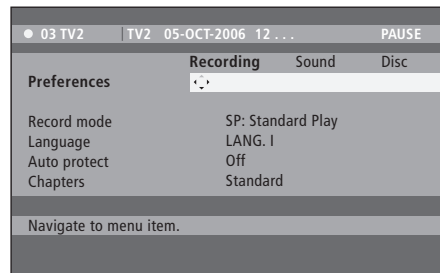 ● 03 TV2 | TV2 05-OCT-2006 12 . . . PAUSE
Recording Sound Disc
Preferences
Record mode SP: Standard Play
Language LANG. I
Auto protect Off
Chapters Standard
Navigate to menu item.